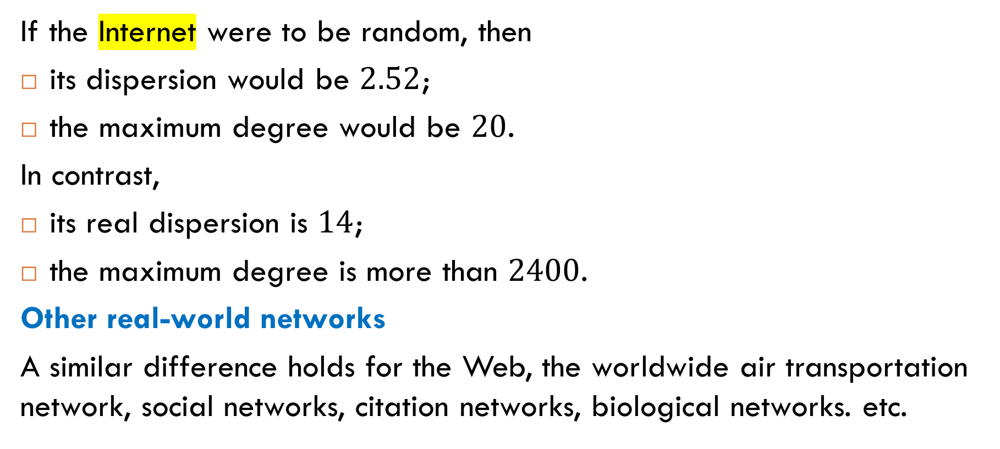 If the Internet were to be random, then
□ its dispersion would be 2.52;
□ the maximum degree would be 20.
In contrast,
□ its real dispersion is 14;
□ the maximum degree is more than 2400.
Other real-world networks
A similar difference holds for the Web, the worldwide air transportation
network, social networks, citation networks, biological networks. etc.